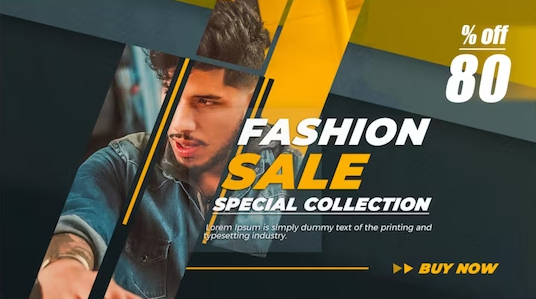 % off
80
FASHION
SALE
SPECIAL COLLECTION
Lorem Ipsum is simply dummy text of the printing and
typesetting industry.
BUY NOW